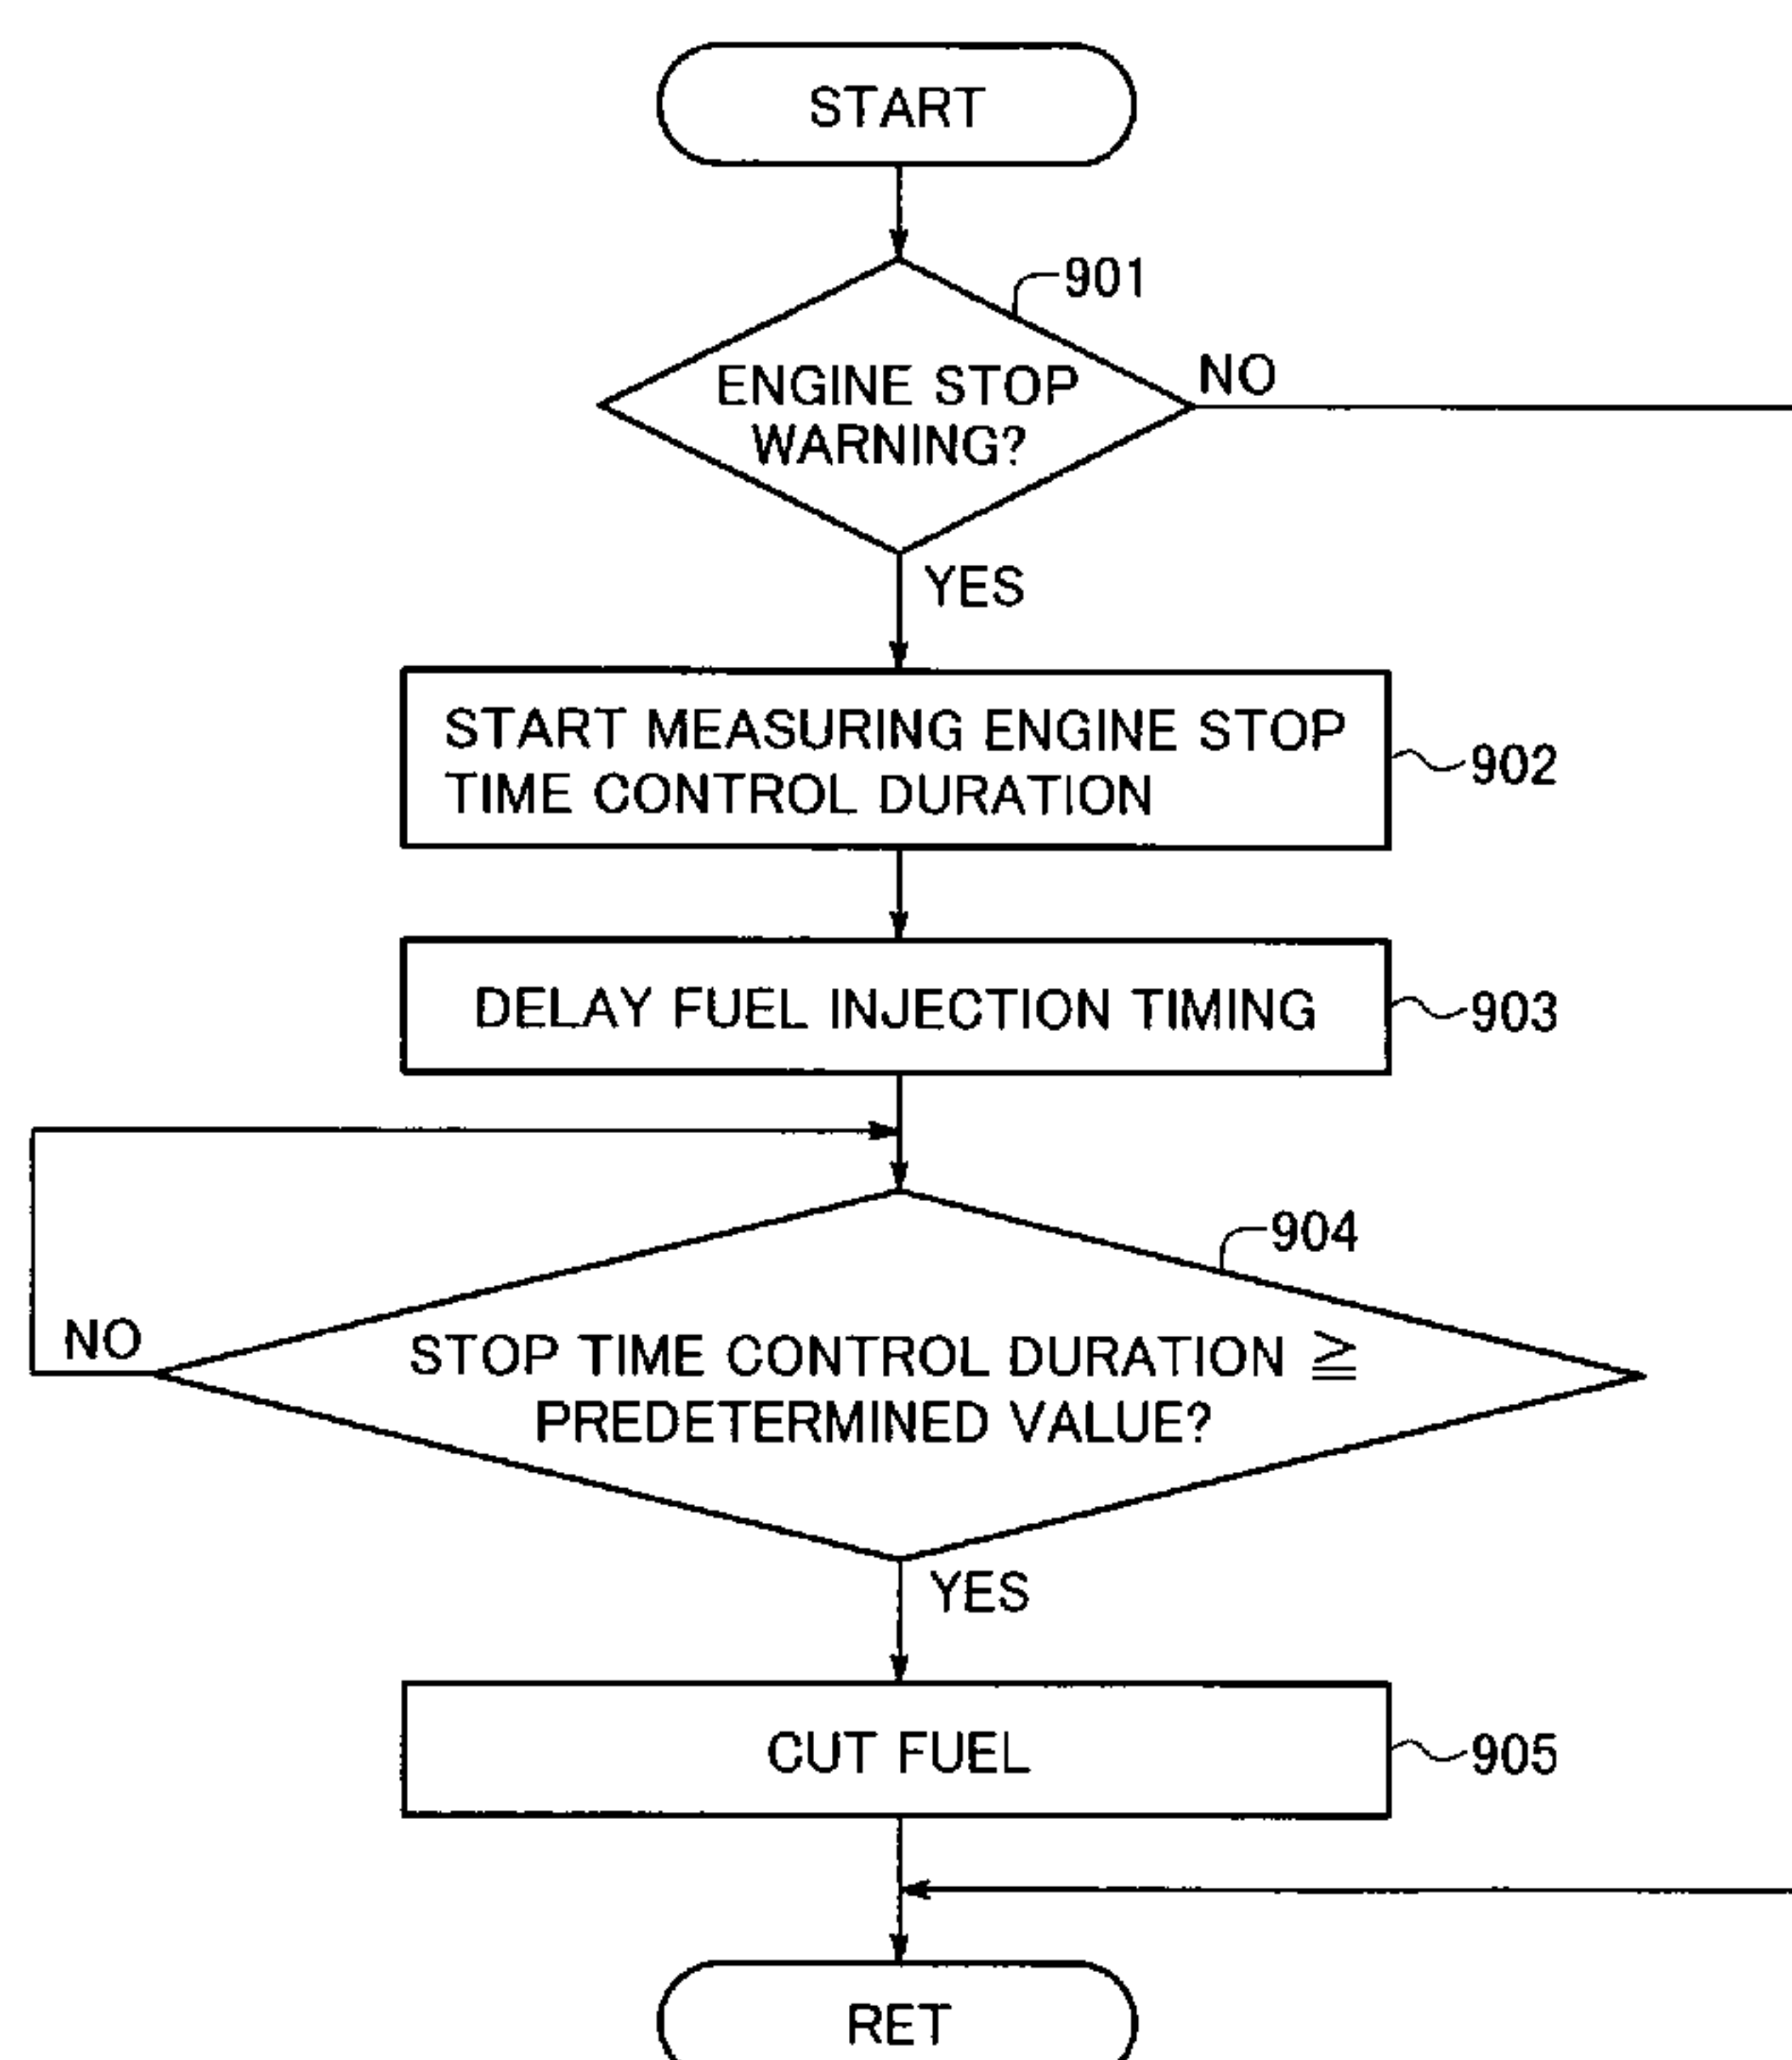 START
901
ENGINE STOP
WARNING?
NO
YES
START MEASURING ENGINE STOP
TIME CONTROL DURATION
902
DELAY FUEL INJECTION TIMING
903
904
NO
STOP TIME CONTROL DURATION ≧
PREDETERMINED VALUE?
YES
CUT FUEL
905
RET